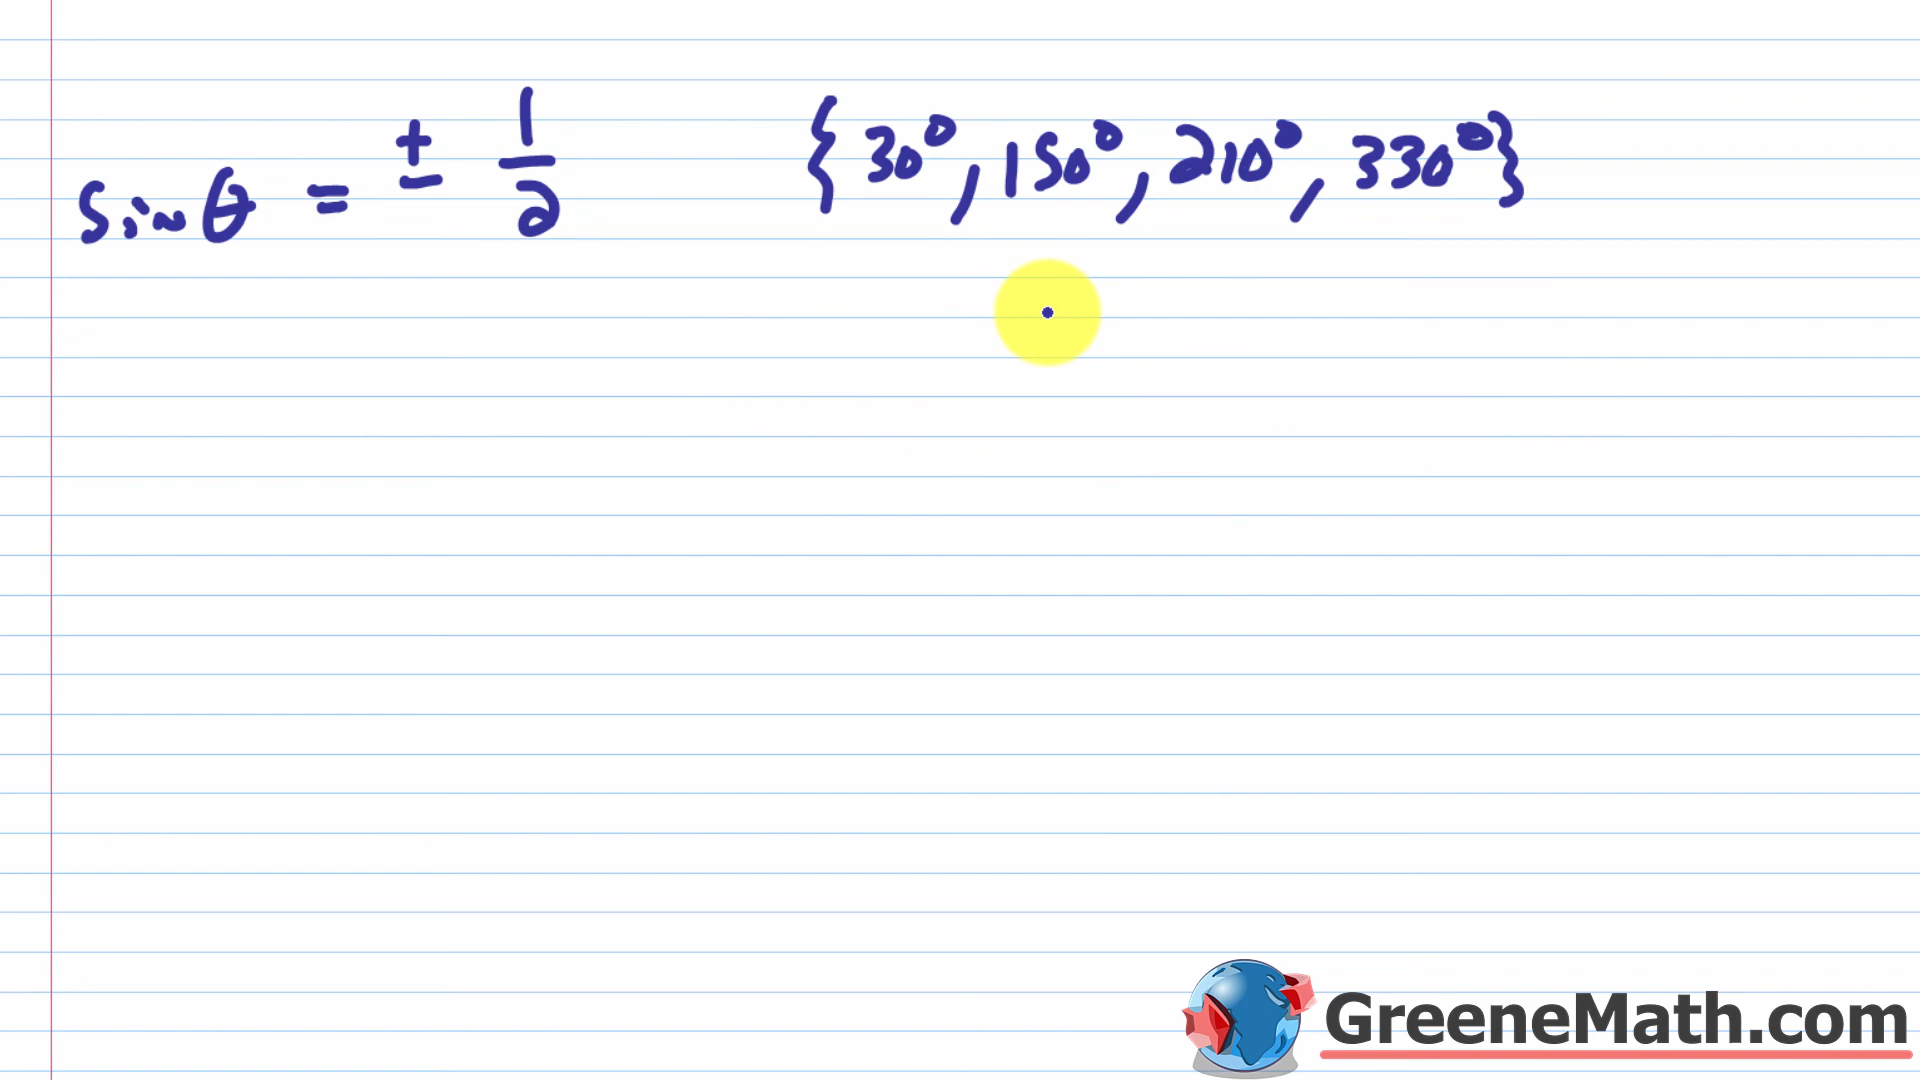 sin θ = ± 1/2 {30°, 150°, 210°, 330°}
GreeneMath.com